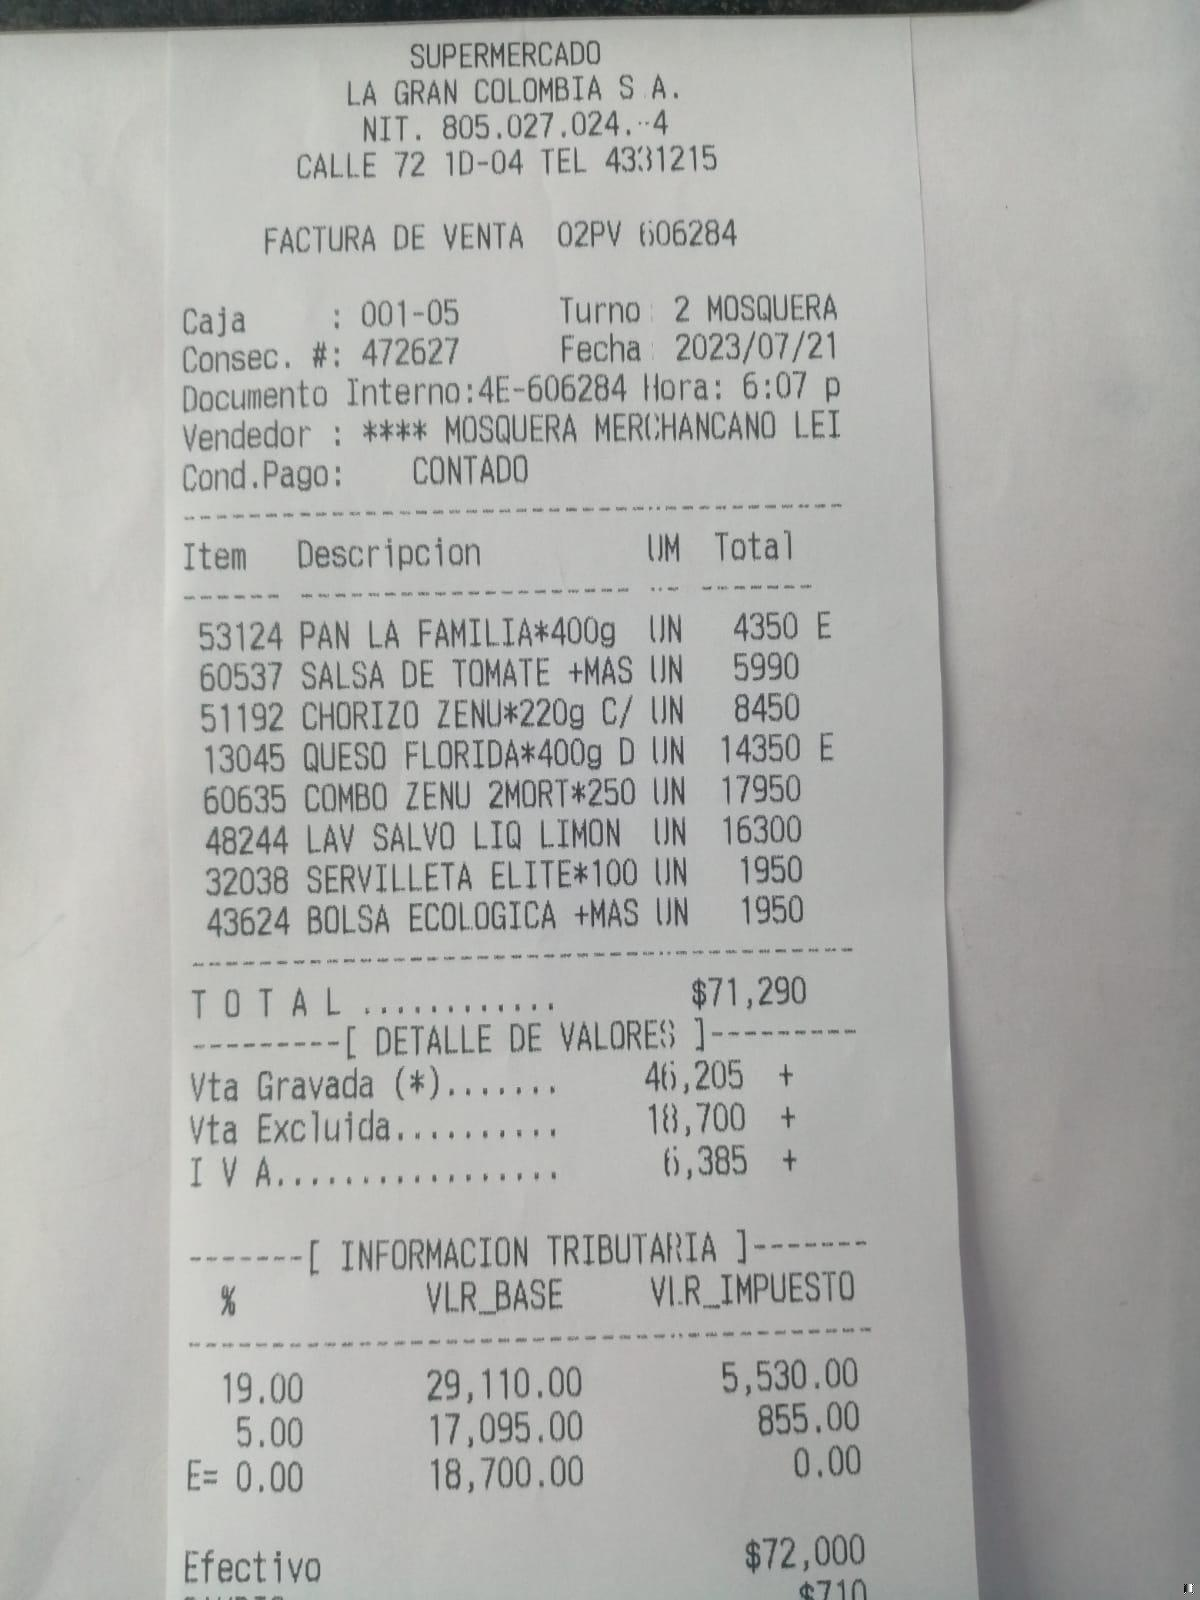 SUPERMERCADO
LA GRAN COLOMBIA S.A.
NIT. 805.027.024.-4
CALLE 72 1D-04 TEL 4331215
FACTURA DE VENTA 02PV 606284
Caja : 001-05 Turno : 2 MOSQUERA
Consec. #: 472627 Fecha : 2023/07/21
Documento Interno:4E-606284 Hora: 6:07 p
Vendedor : **** MOSQUERA MERCHANCANO LEI
Cond.Pago: CONTADO
Item Descripcion UM Total
53124 PAN LA FAMILIA*400g UN 4350 E
60537 SALSA DE TOMATE +MAS UN 5990
51192 CHORIZO ZENU*220g C/ UN 8450
13045 QUESO FLORIDA*400g D UN 14350 E
60635 COMBO ZENU 2MORT*250 UN 17950
48244 LAV SALVO LIQ LIMON UN 16300
32038 SERVILLETA ELITE*100 UN 1950
43624 BOLSA ECOLOGICA +MAS UN 1950
T O T A L ............ $71,290
---------[ DETALLE DE VALORES ]---------
Vta Gravada (*)....... 46,205 +
Vta Excluida.......... 18,700 +
I V A................. 6,385 +
-------[ INFORMACION TRIBUTARIA ]-------
% VLR_BASE VLR_IMPUESTO
19.00 29,110.00 5,530.00
5.00 17,095.00 855.00
E= 0.00 18,700.00 0.00
Efectivo $72,000
$710